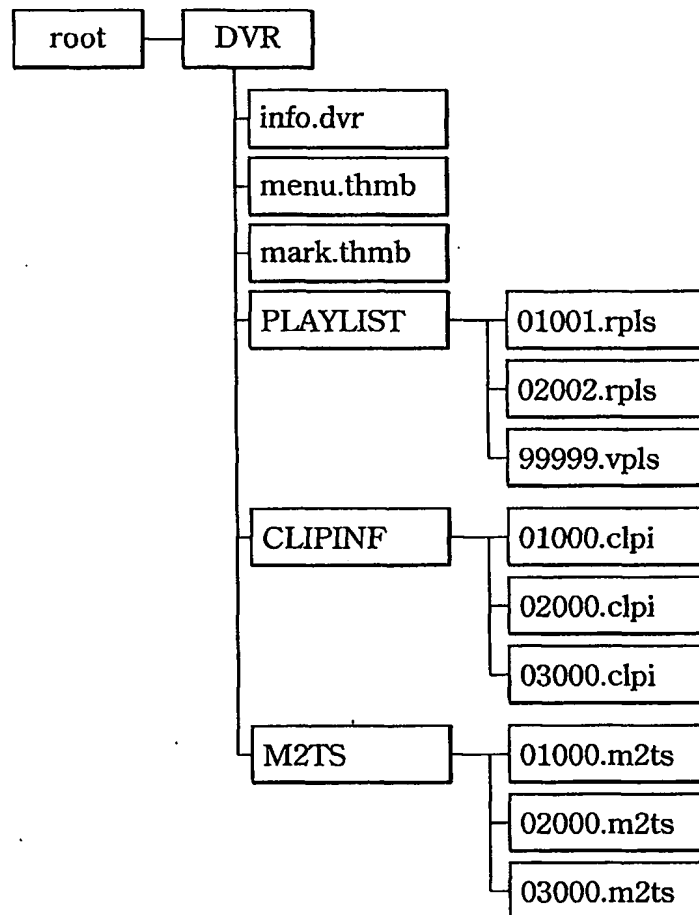 root DVR
info.dvr
menu.thmb
mark.thmb
PLAYLIST 01001.rpls
02002.rpls
99999.vpls
CLIPINF 01000.clpi
02000.clpi
03000.clpi
M2TS 01000.m2ts
02000.m2ts
03000.m2ts